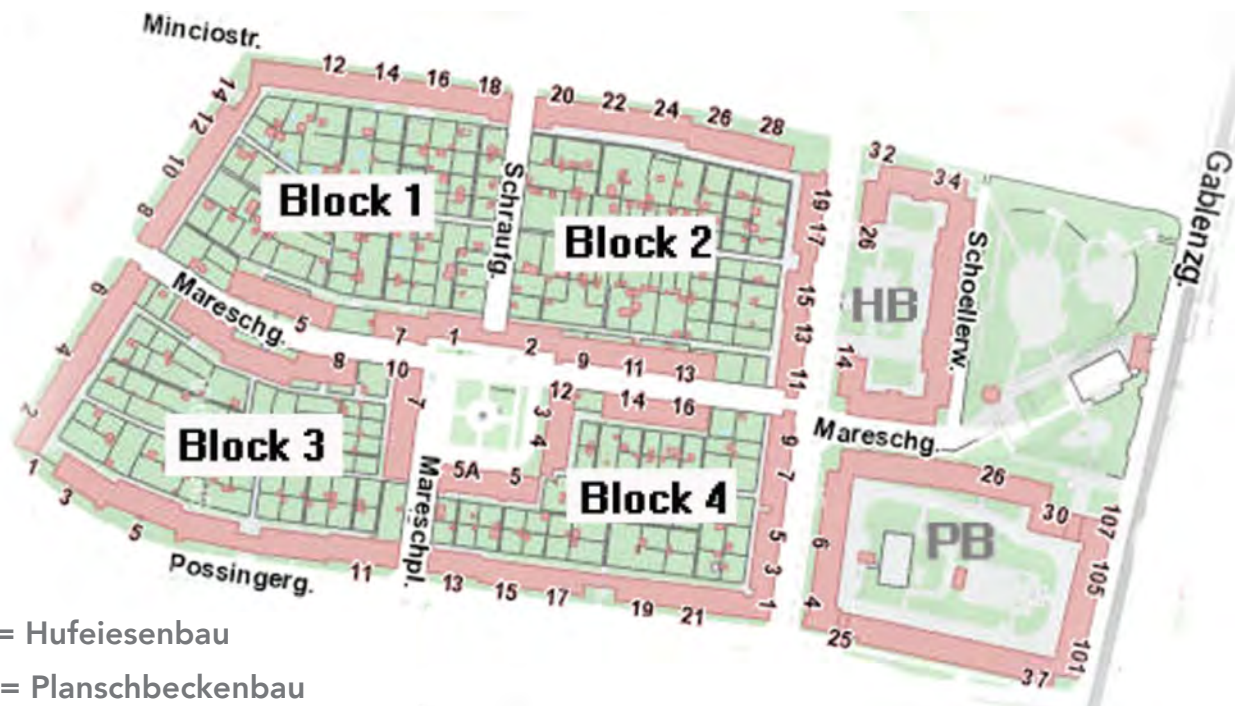 Minciostr.
12 14 16 18
20 22 24 26 28
14
12
10
8
Block 1
Schraufg.
Block 2
19
17
15
13
11
32
34
26
HB
14
Schoellerw.
Gablenzg.
Mareschg.
5
7
1
2
9
11
13
6
4
2
8
10
7
Block 3
12
3
4
14
16
5A
5
Block 4
9
7
5
3
1
Mareschg.
26
30
PB
6
4
25
37
107
105
101
1
3
5
Possingerg.
11
Mareschpl.
13
15
17
19
21
1
= Hufeiesenbau
= Planschbeckenbau